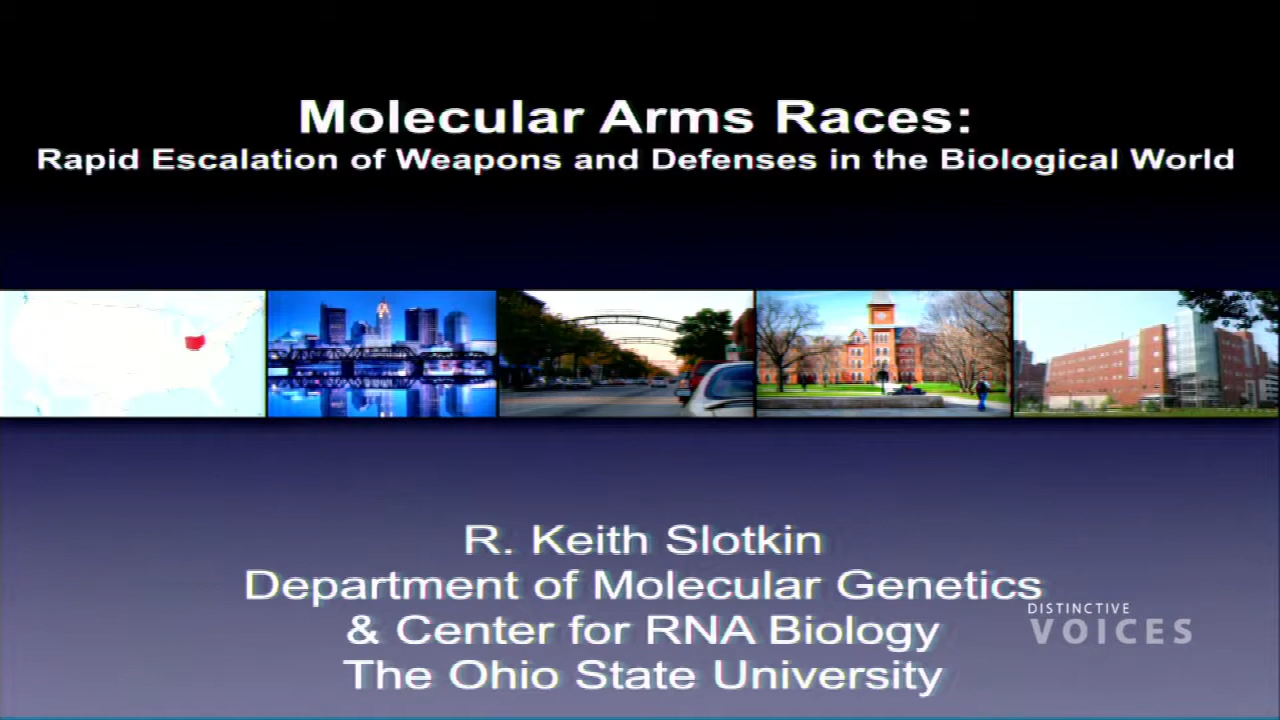 Molecular Arms Races:
Rapid Escalation of Weapons and Defenses in the Biological World
R. Keith Slotkin
Department of Molecular Genetics
& Center for RNA Biology
The Ohio State University
DISTINCTIVE
VOICES